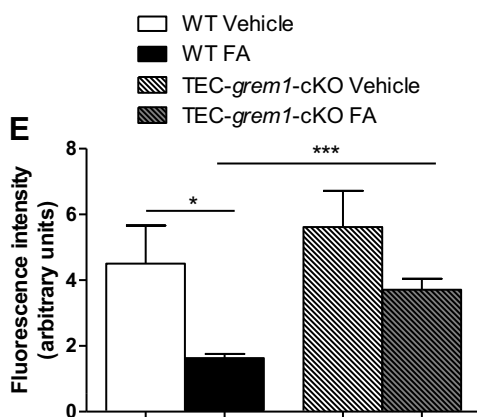 WT Vehicle
WT FA
TEC-grem1-cKO Vehicle
TEC-grem1-cKO FA
E
Fluorescence intensity
(arbitrary units)
8
6
4
2
0
*
***